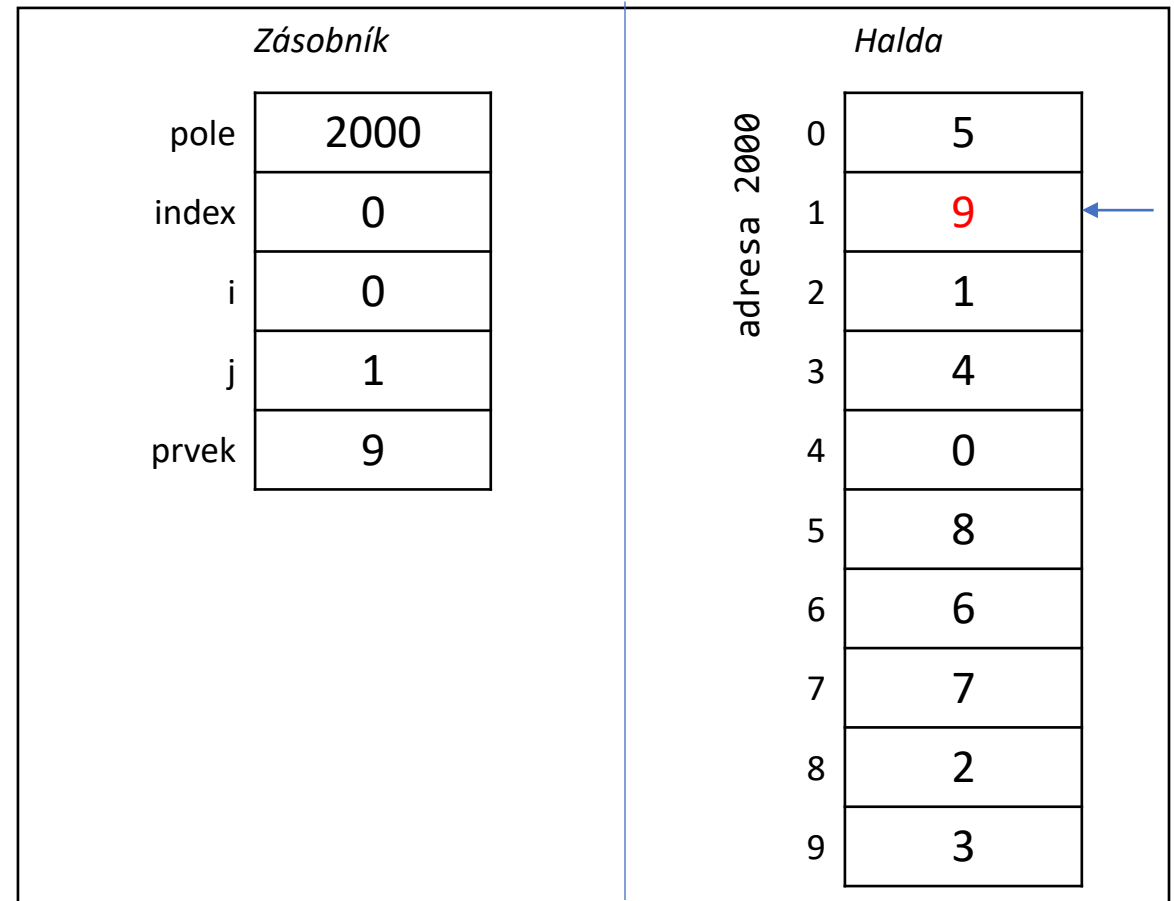 Zásobník
pole 2000
index 0
i 0
j 1
prvek 9
Halda
adresa 2000
0 5
1 9
2 1
3 4
4 0
5 8
6 6
7 7
8 2
9 3